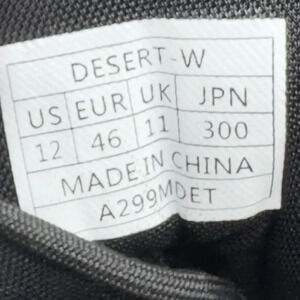 DESERT-W
US EUR UK JPN
12 46 11 300
MADE IN CHINA
A299MDET